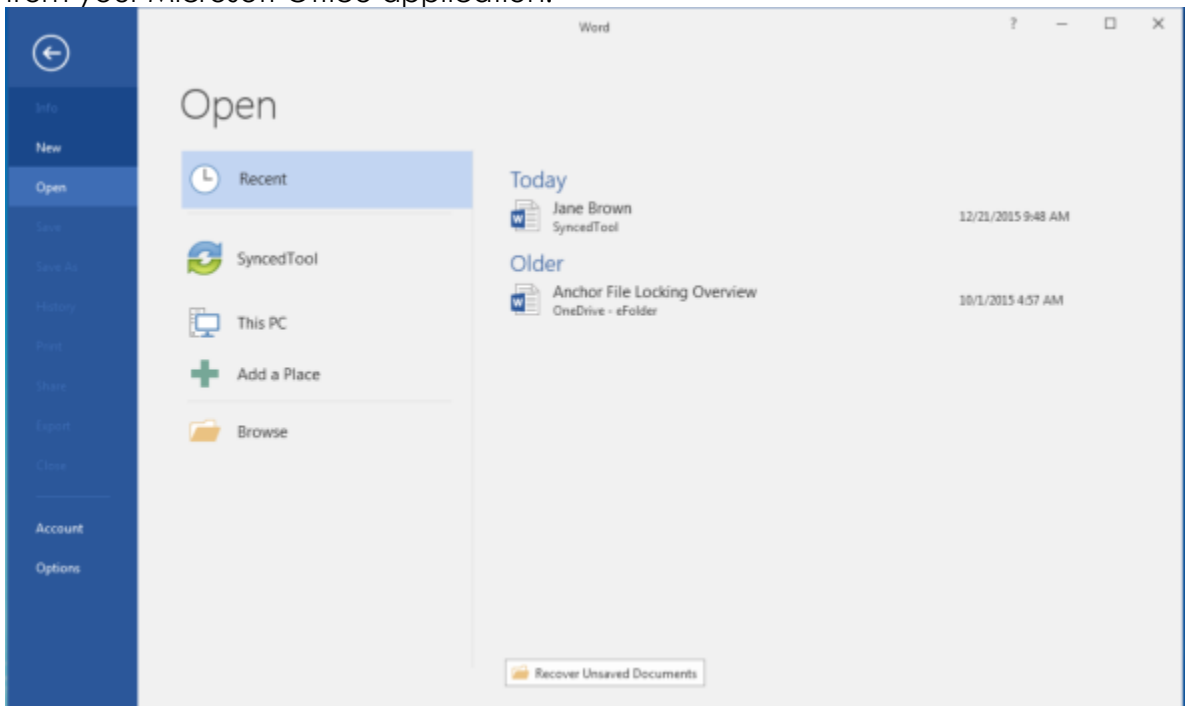 from your Microsoft Office application.
Word
?
Info
New
Open
Save
Save As
History
Print
Share
Export
Close
Account
Options
Open
Recent
SyncedTool
This PC
Add a Place
Browse
Today
Jane Brown
12/21/2015 9:48 AM
SyncedTool
Older
Anchor File Locking Overview
10/1/2015 4:57 AM
OneDrive - eFolder
Recover Unsaved Documents